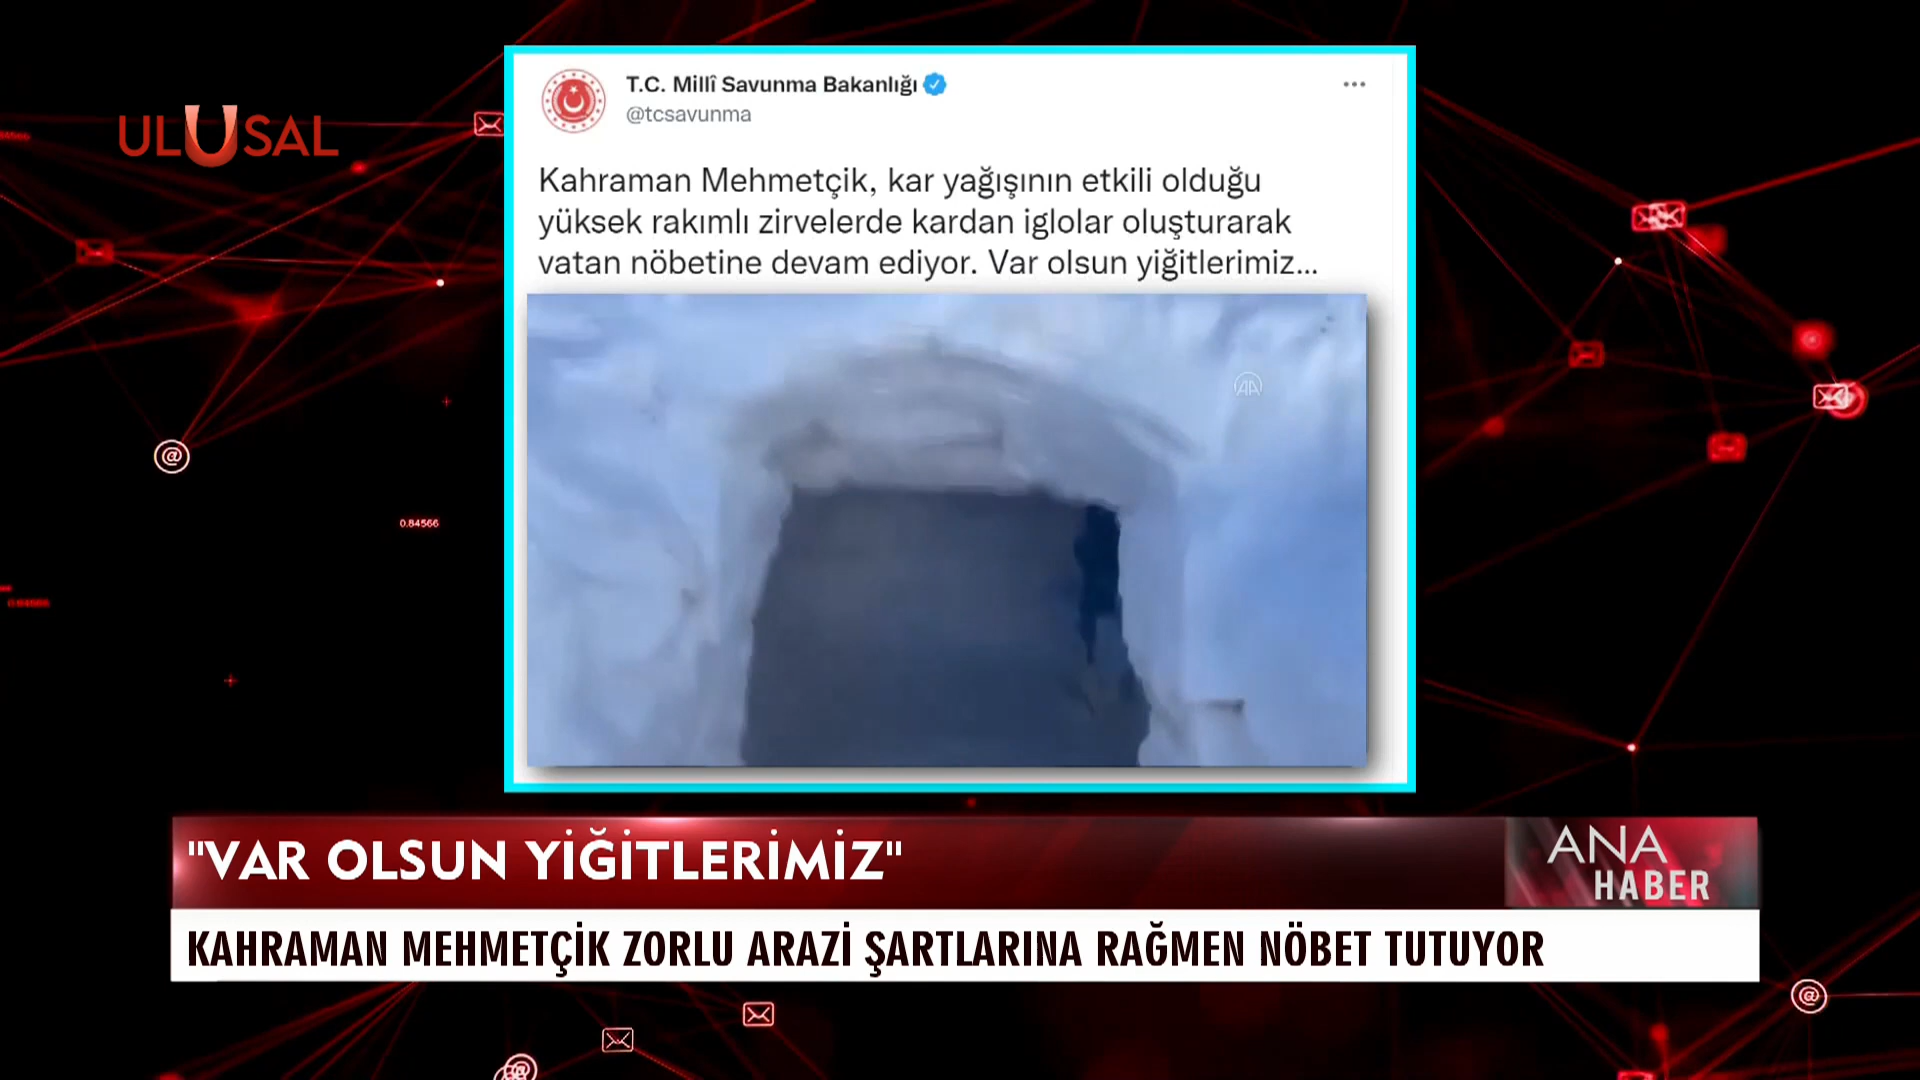 ULUSAL
T.C. Millî Savunma Bakanlığı
@tcsavunma
Kahraman Mehmetçik, kar yağışının etkili olduğu
yüksek rakımlı zirvelerde kardan iglolar oluşturarak
vatan nöbetine devam ediyor. Var olsun yiğitlerimiz...
AA
0.84566
"VAR OLSUN YİĞİTLERİMİZ"
ANA
HABER
KAHRAMAN MEHMETÇİK ZORLU ARAZİ ŞARTLARINA RAĞMEN NÖBET TUTUYOR